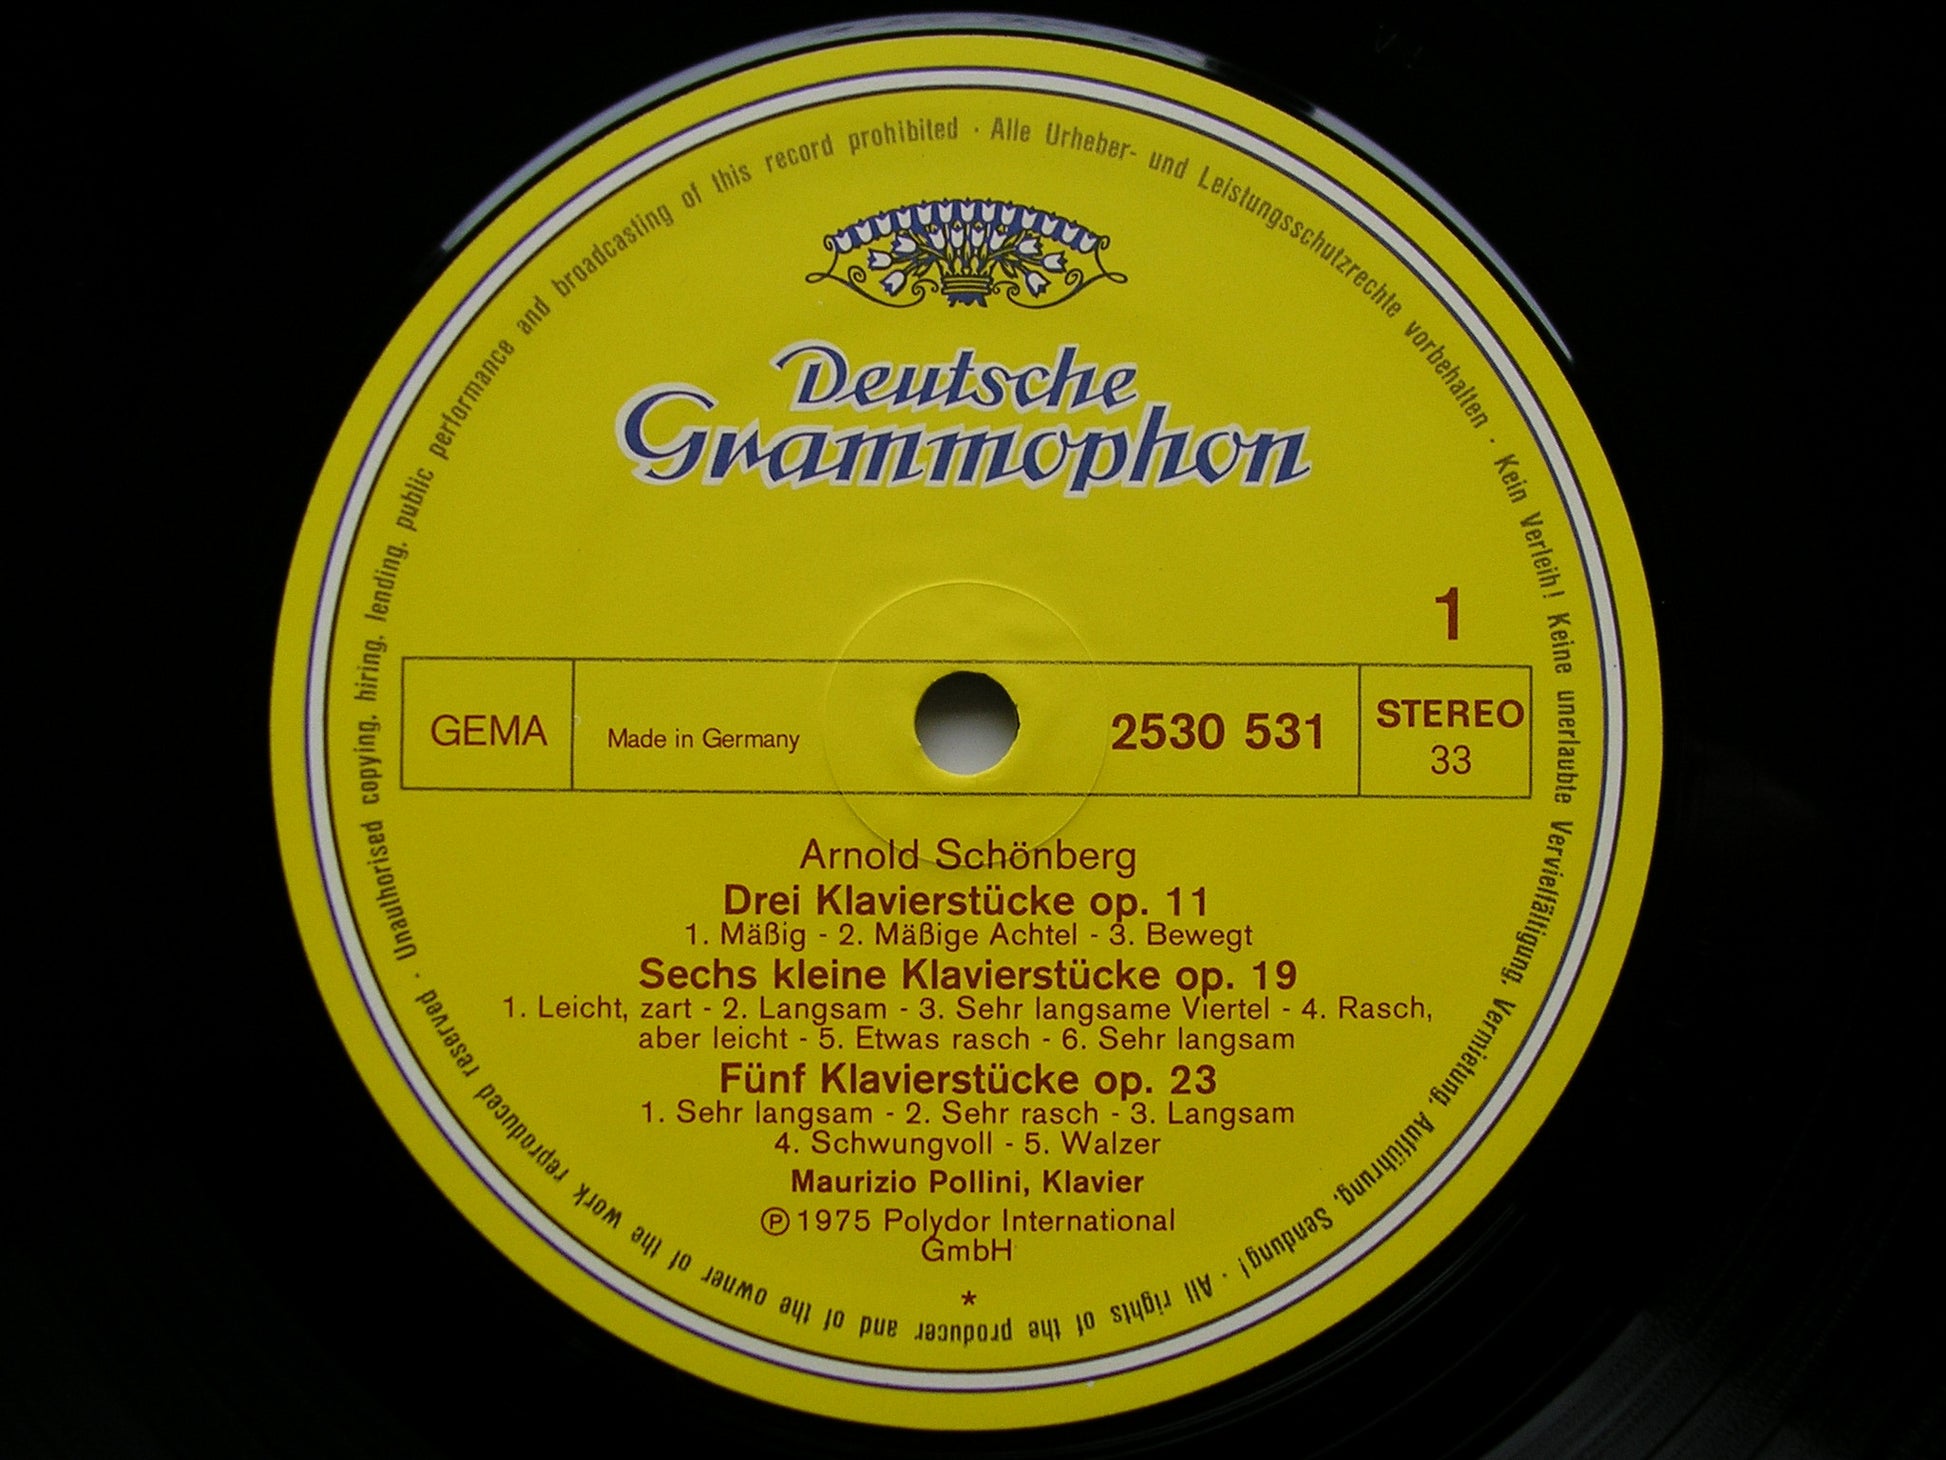 Unauthorised copying, hiring, lending, public performance and broadcasting of this record prohibited · Alle Urheber- und Leistungsschutzrechte vorbehalten · Kein Verleih! Keine unerlaubte Vervielfältigung, Vermietung, Aufführung, Sendung! · All rights of the producer and of the owner of the work reproduced reserved ·
Deutsche
Grammophon
1
GEMA
Made in Germany
2530 531
STEREO
33
Arnold Schönberg
Drei Klavierstücke op. 11
1. Mäßig - 2. Mäßige Achtel - 3. Bewegt
Sechs kleine Klavierstücke op. 19
1. Leicht, zart - 2. Langsam - 3. Sehr langsame Viertel - 4. Rasch,
aber leicht - 5. Etwas rasch - 6. Sehr langsam
Fünf Klavierstücke op. 23
1. Sehr langsam - 2. Sehr rasch - 3. Langsam
4. Schwungvoll - 5. Walzer
Maurizio Pollini, Klavier
℗ 1975 Polydor International
GmbH
*